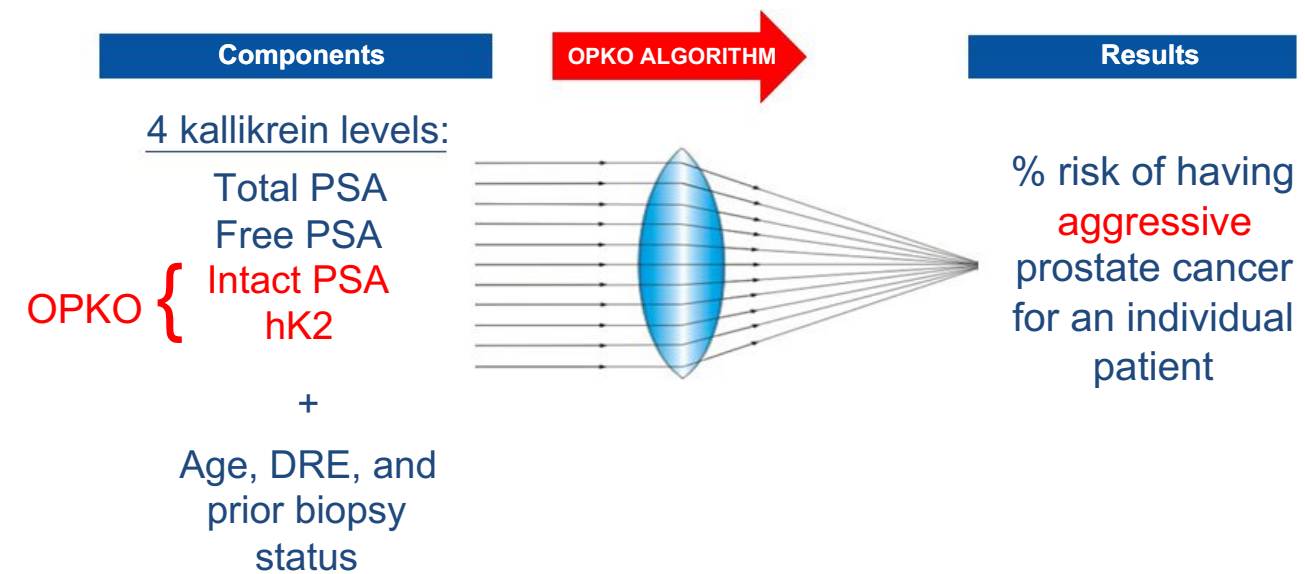 Components
OPKO ALGORITHM
Results
4 kallikrein levels:
Total PSA
Free PSA
Intact PSA
hK2
OPKO {
+
Age, DRE, and
prior biopsy
status
% risk of having
aggressive
prostate cancer
for an individual
patient